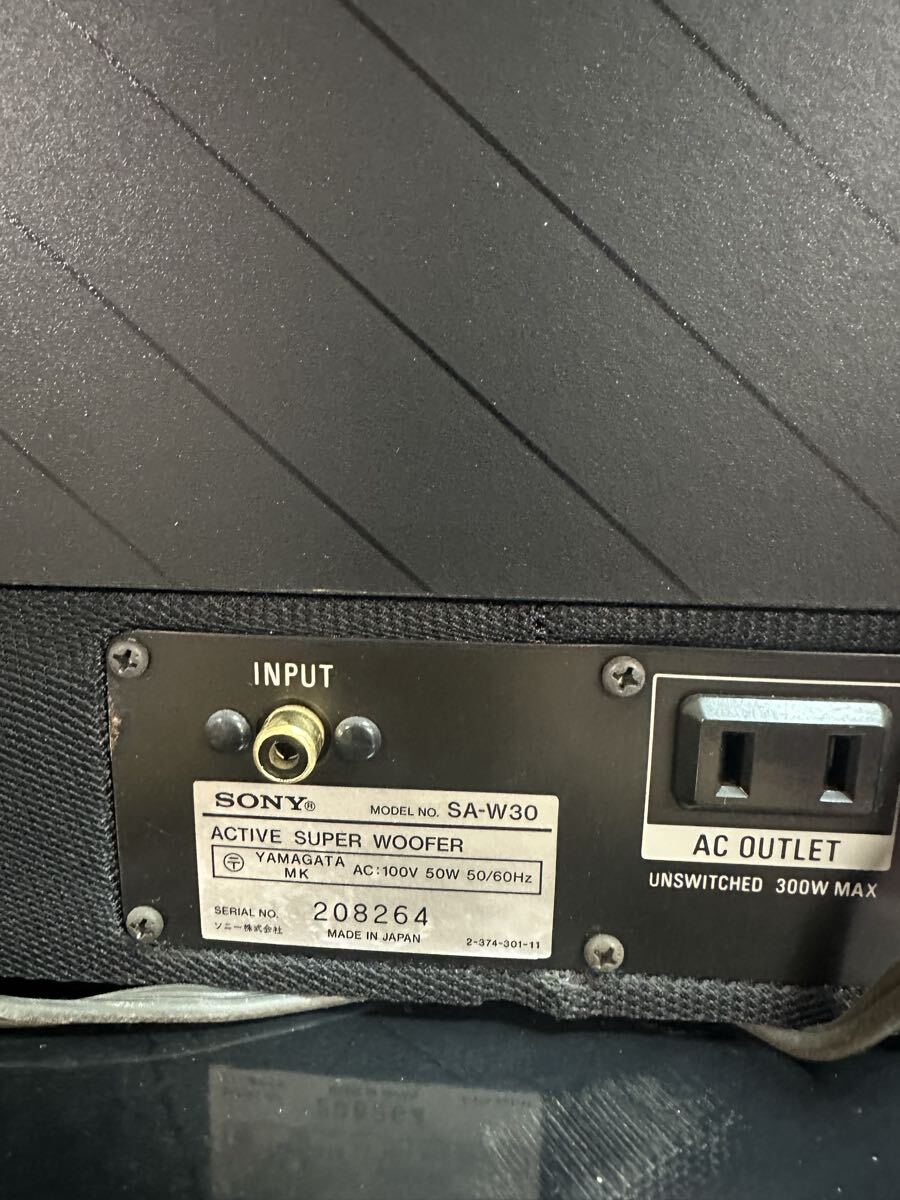 INPUT
SONY® MODEL NO. SA-W30
ACTIVE SUPER WOOFER
〒 YAMAGATA MK AC:100V 50W 50/60Hz
SERIAL NO. 208264
ソニー株式会社 MADE IN JAPAN 2-374-301-11
AC OUTLET
UNSWITCHED 300W MAX